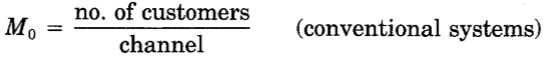 M₀ = no. of customers / channel (conventional systems)